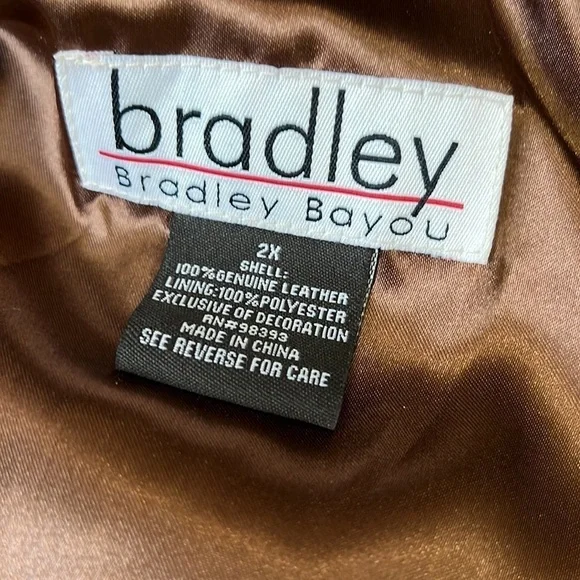 bradley
Bradley Bayou
2X
SHELL:
100%GENUINE LEATHER
LINING:100%POLYESTER
EXCLUSIVE OF DECORATION
RN#98393
MADE IN CHINA
SEE REVERSE FOR CARE